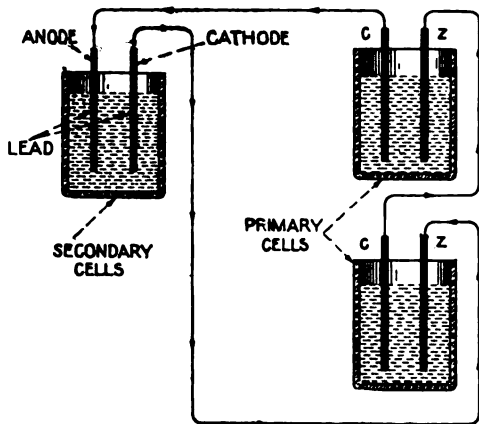 ANODE
CATHODE
C Z
LEAD
SECONDARY
CELLS
PRIMARY
CELLS
C Z